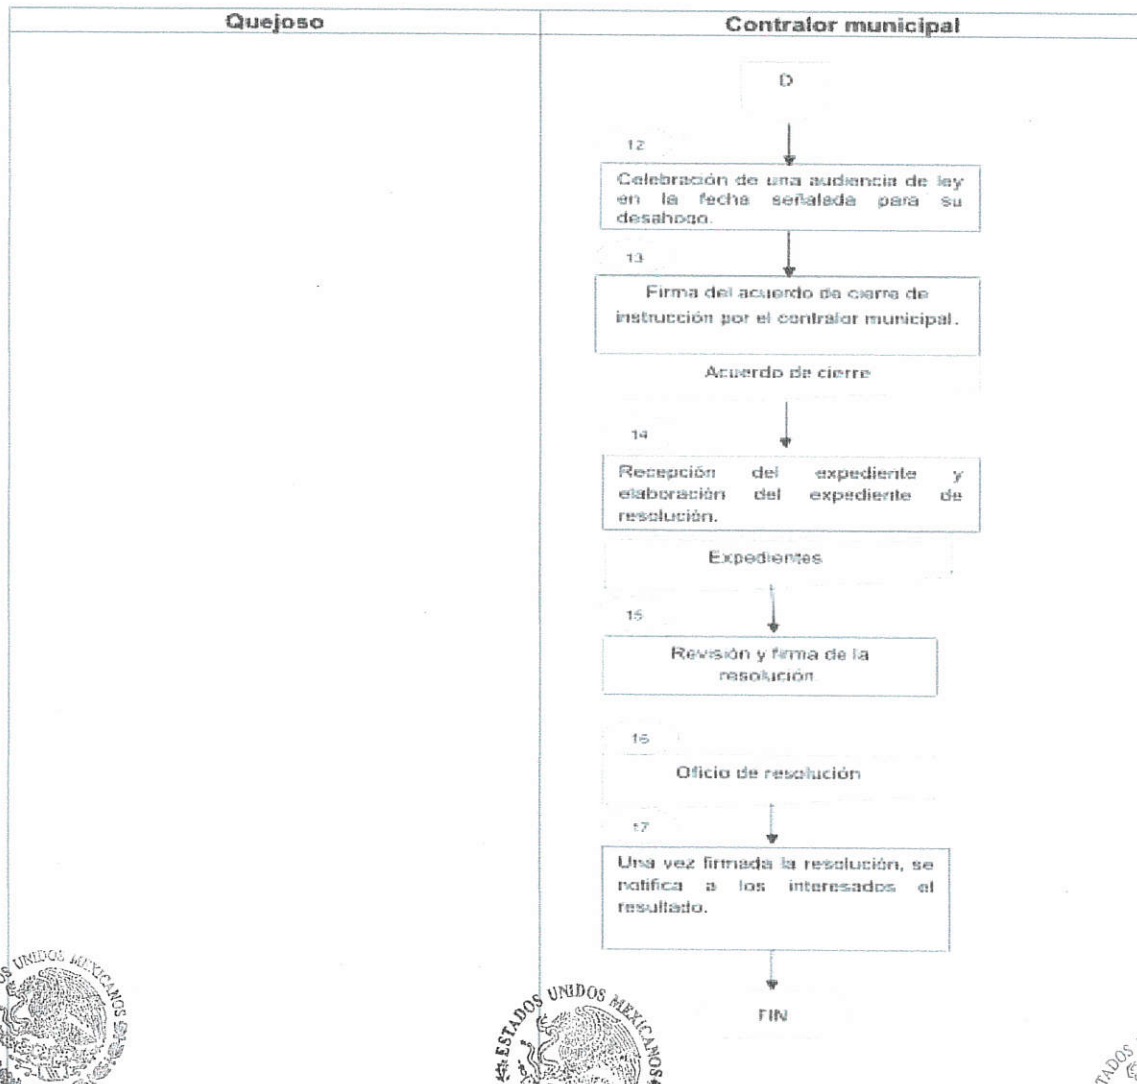 Quejoso
Contralor municipal
D
12
Celebración de una audiencia de ley
en la fecha señalada para su
desahogo.
13
Firma del acuerdo de cierre de
instrucción por el contralor municipal.
Acuerdo de cierre
14
Recepción del expediente y
elaboración del expediente de
resolución.
Expedientes
15
Revisión y firma de la
resolución
16
Oficio de resolución
17
Una vez firmada la resolución, se
notifica a los interesados el
resultado.
FIN
UNIDOS MEXICANOS
ESTADOS UNIDOS MEXICANOS